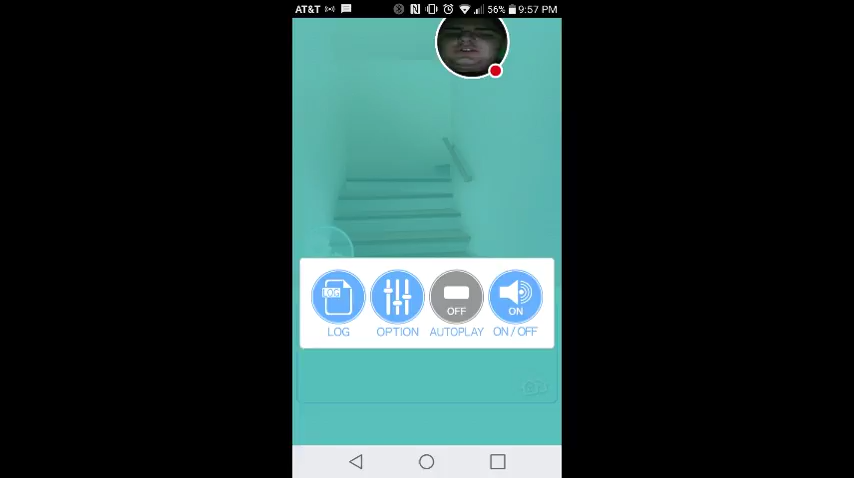 AT&T 56% 9:57 PM
LOG OFF ON
LOG OPTION AUTOPLAY ON / OFF